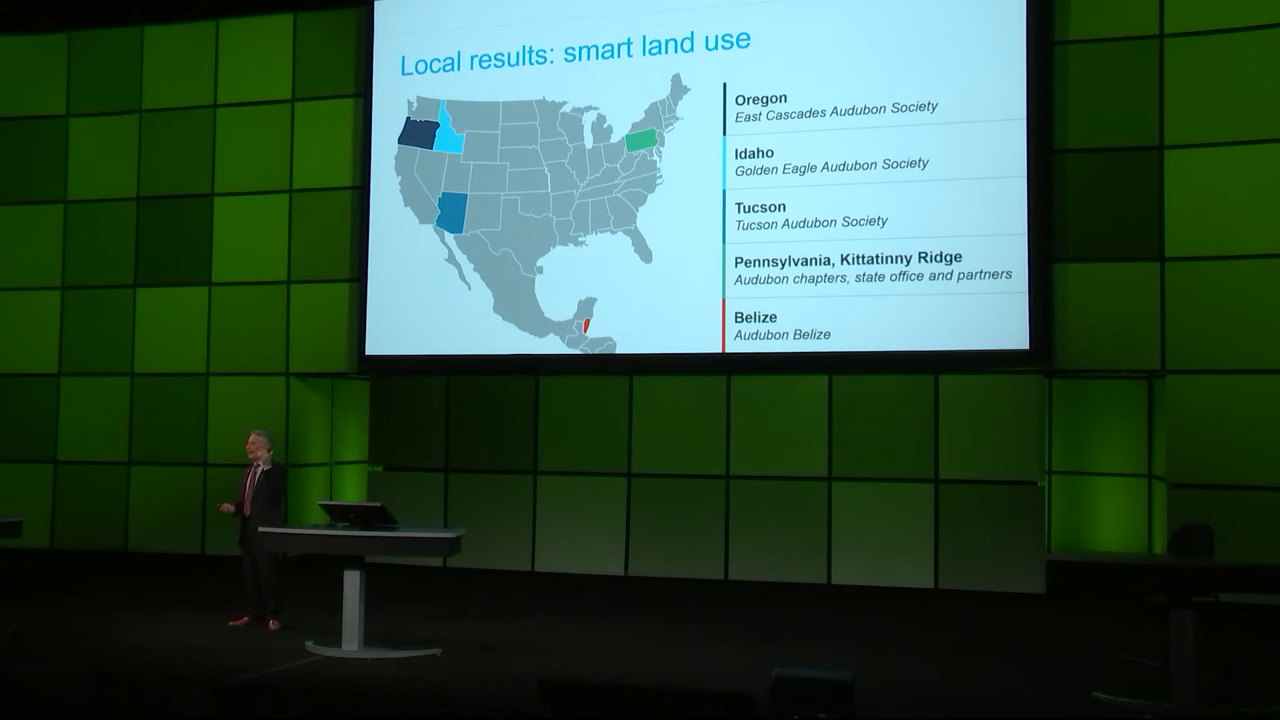 Local results: smart land use
Oregon
East Cascades Audubon Society
Idaho
Golden Eagle Audubon Society
Tucson
Tucson Audubon Society
Pennsylvania, Kittatinny Ridge
Audubon chapters, state office and partners
Belize
Audubon Belize